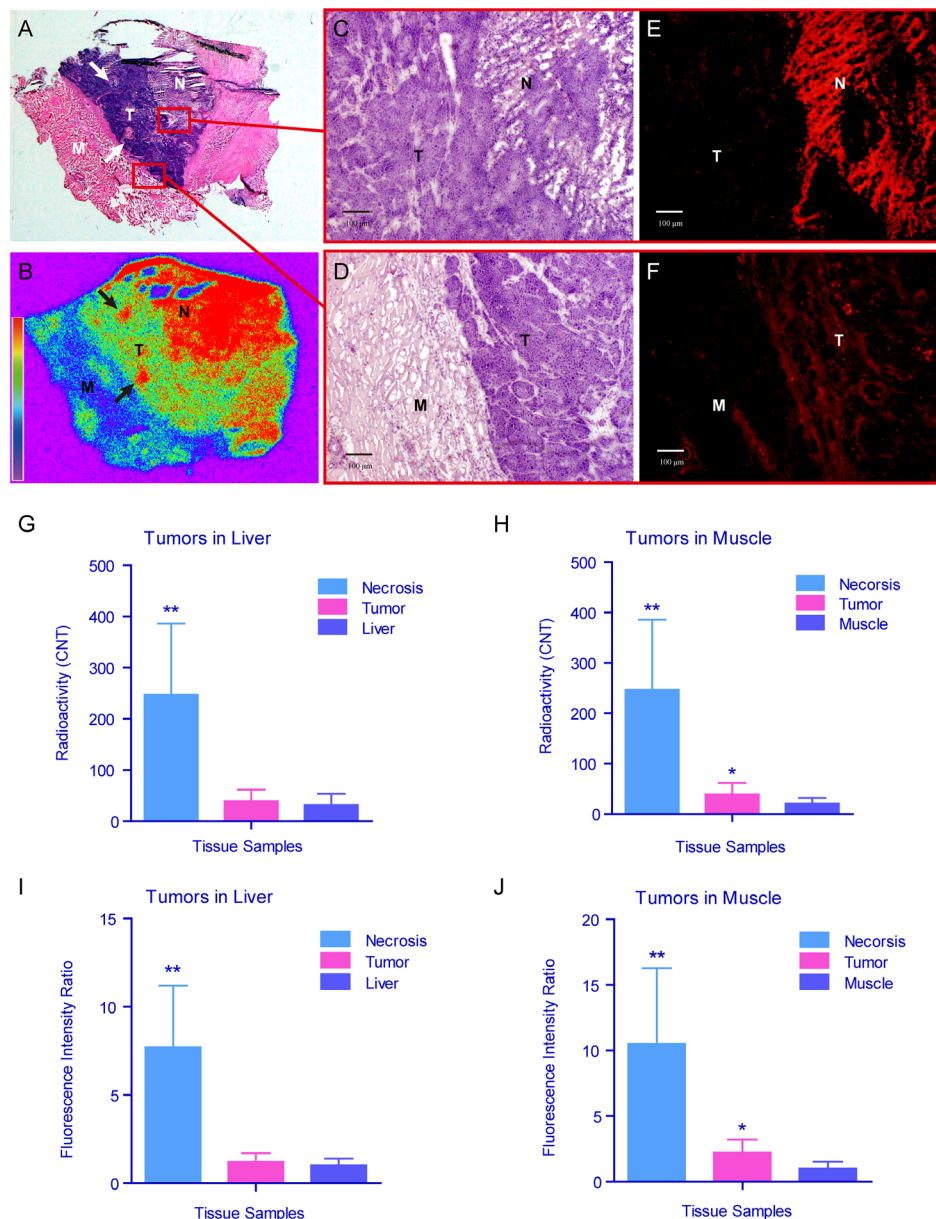 A
N
T
M
B
N
T
M
C
N
T
100 μm
D
T
M
100 μm
E
N
T
100 μm
F
T
M
100 μm
G
Tumors in Liver
500
400
300
200
100
0
Radioactivity (CNT)
**
Necrosis
Tumor
Liver
Tissue Samples
H
Tumors in Muscle
500
400
300
200
100
0
Radioactivity (CNT)
**
*
Necorsis
Tumor
Muscle
Tissue Samples
I
Tumors in Liver
15
10
5
0
Fluorescence Intensity Ratio
**
Necrosis
Tumor
Liver
Tissue Samples
J
Tumors in Muscle
20
15
10
5
0
Fluorescence Intensity Ratio
**
*
Necorsis
Tumor
Muscle
Tissue Samples